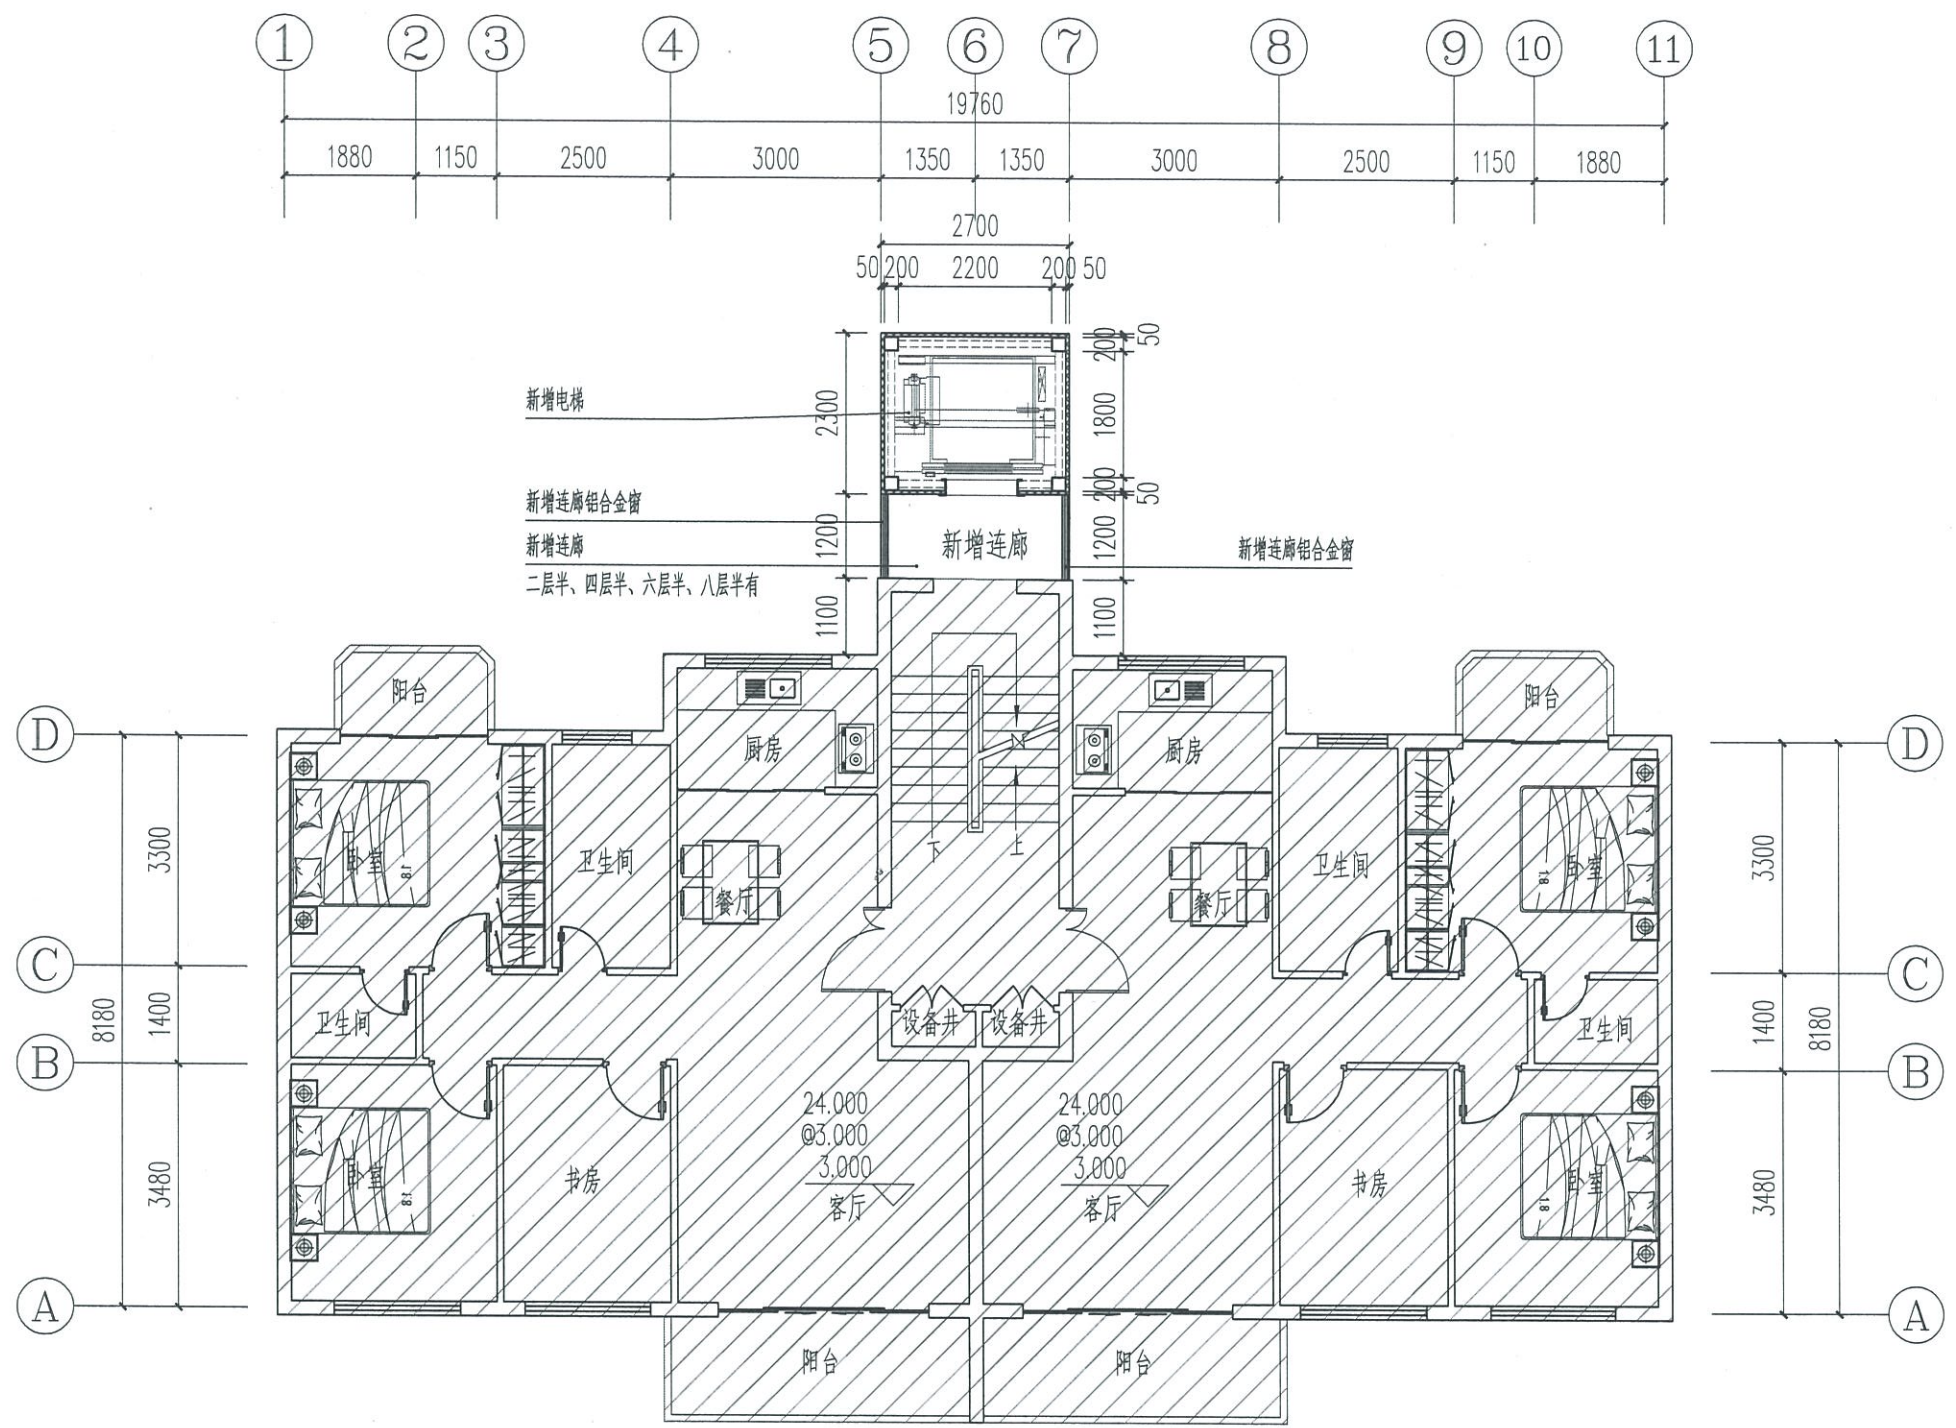 1 2 3 4 5 6 7 8 9 10 11
19760
1880 1150 2500 3000 1350 1350 3000 2500 1150 1880
2700
50 200 2200 200 50
200 50
新增电梯
2300
1800
新增连廊铝合金窗
200 50
新增连廊
1200
新增连廊
1200
新增连廊铝合金窗
二层半、四层半、六层半、八层半有
1100
1100
阳台
阳台
D
厨房
厨房
D
3300
卧室
卫生间
餐厅
下
上
餐厅
卫生间
卧室
3300
18
18
C
C
8180
1400
卫生间
设备井
设备井
卫生间
1400
8180
B
B
24.000
24.000
@3.000
@3.000
3.000
3.000
3480
卧室
书房
客厅
客厅
书房
卧室
3480
18
18
A
A
阳台
阳台